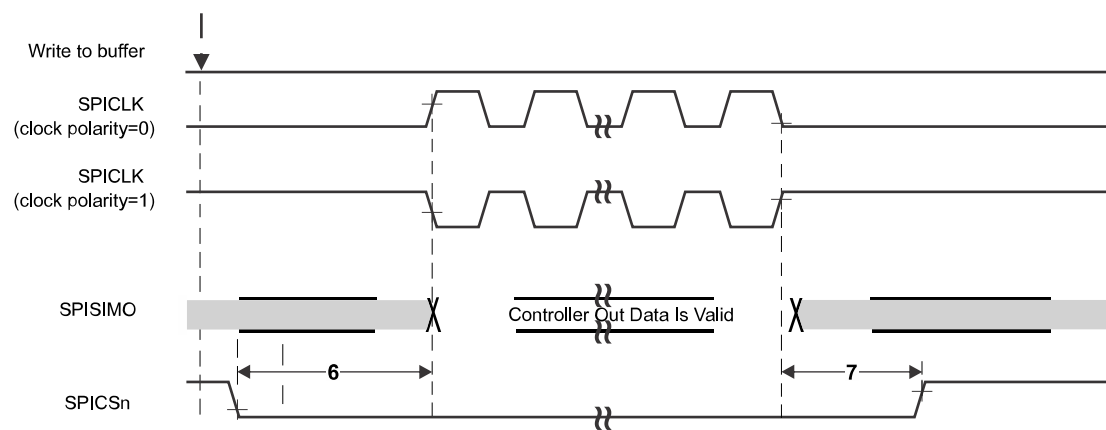 Write to buffer
SPICLK
(clock polarity=0)
SPICLK
(clock polarity=1)
SPISIMO
Controller Out Data Is Valid
6
7
SPICSn